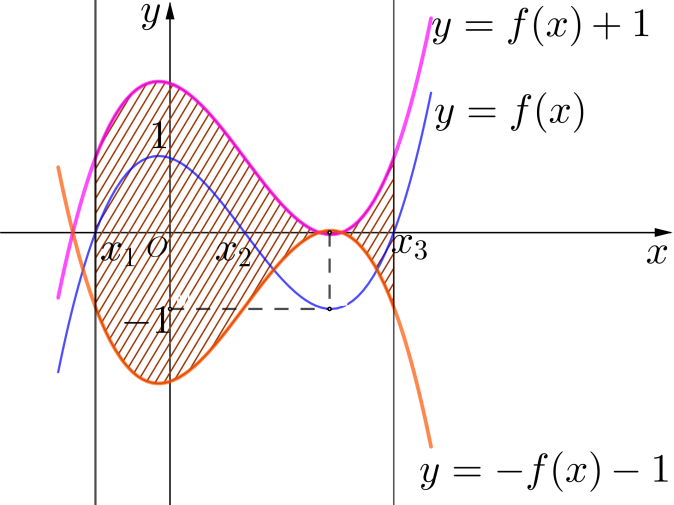 y
y = f(x) + 1
y = f(x)
1
x₁
O
x₂
x₃
x
−1
y = −f(x) − 1